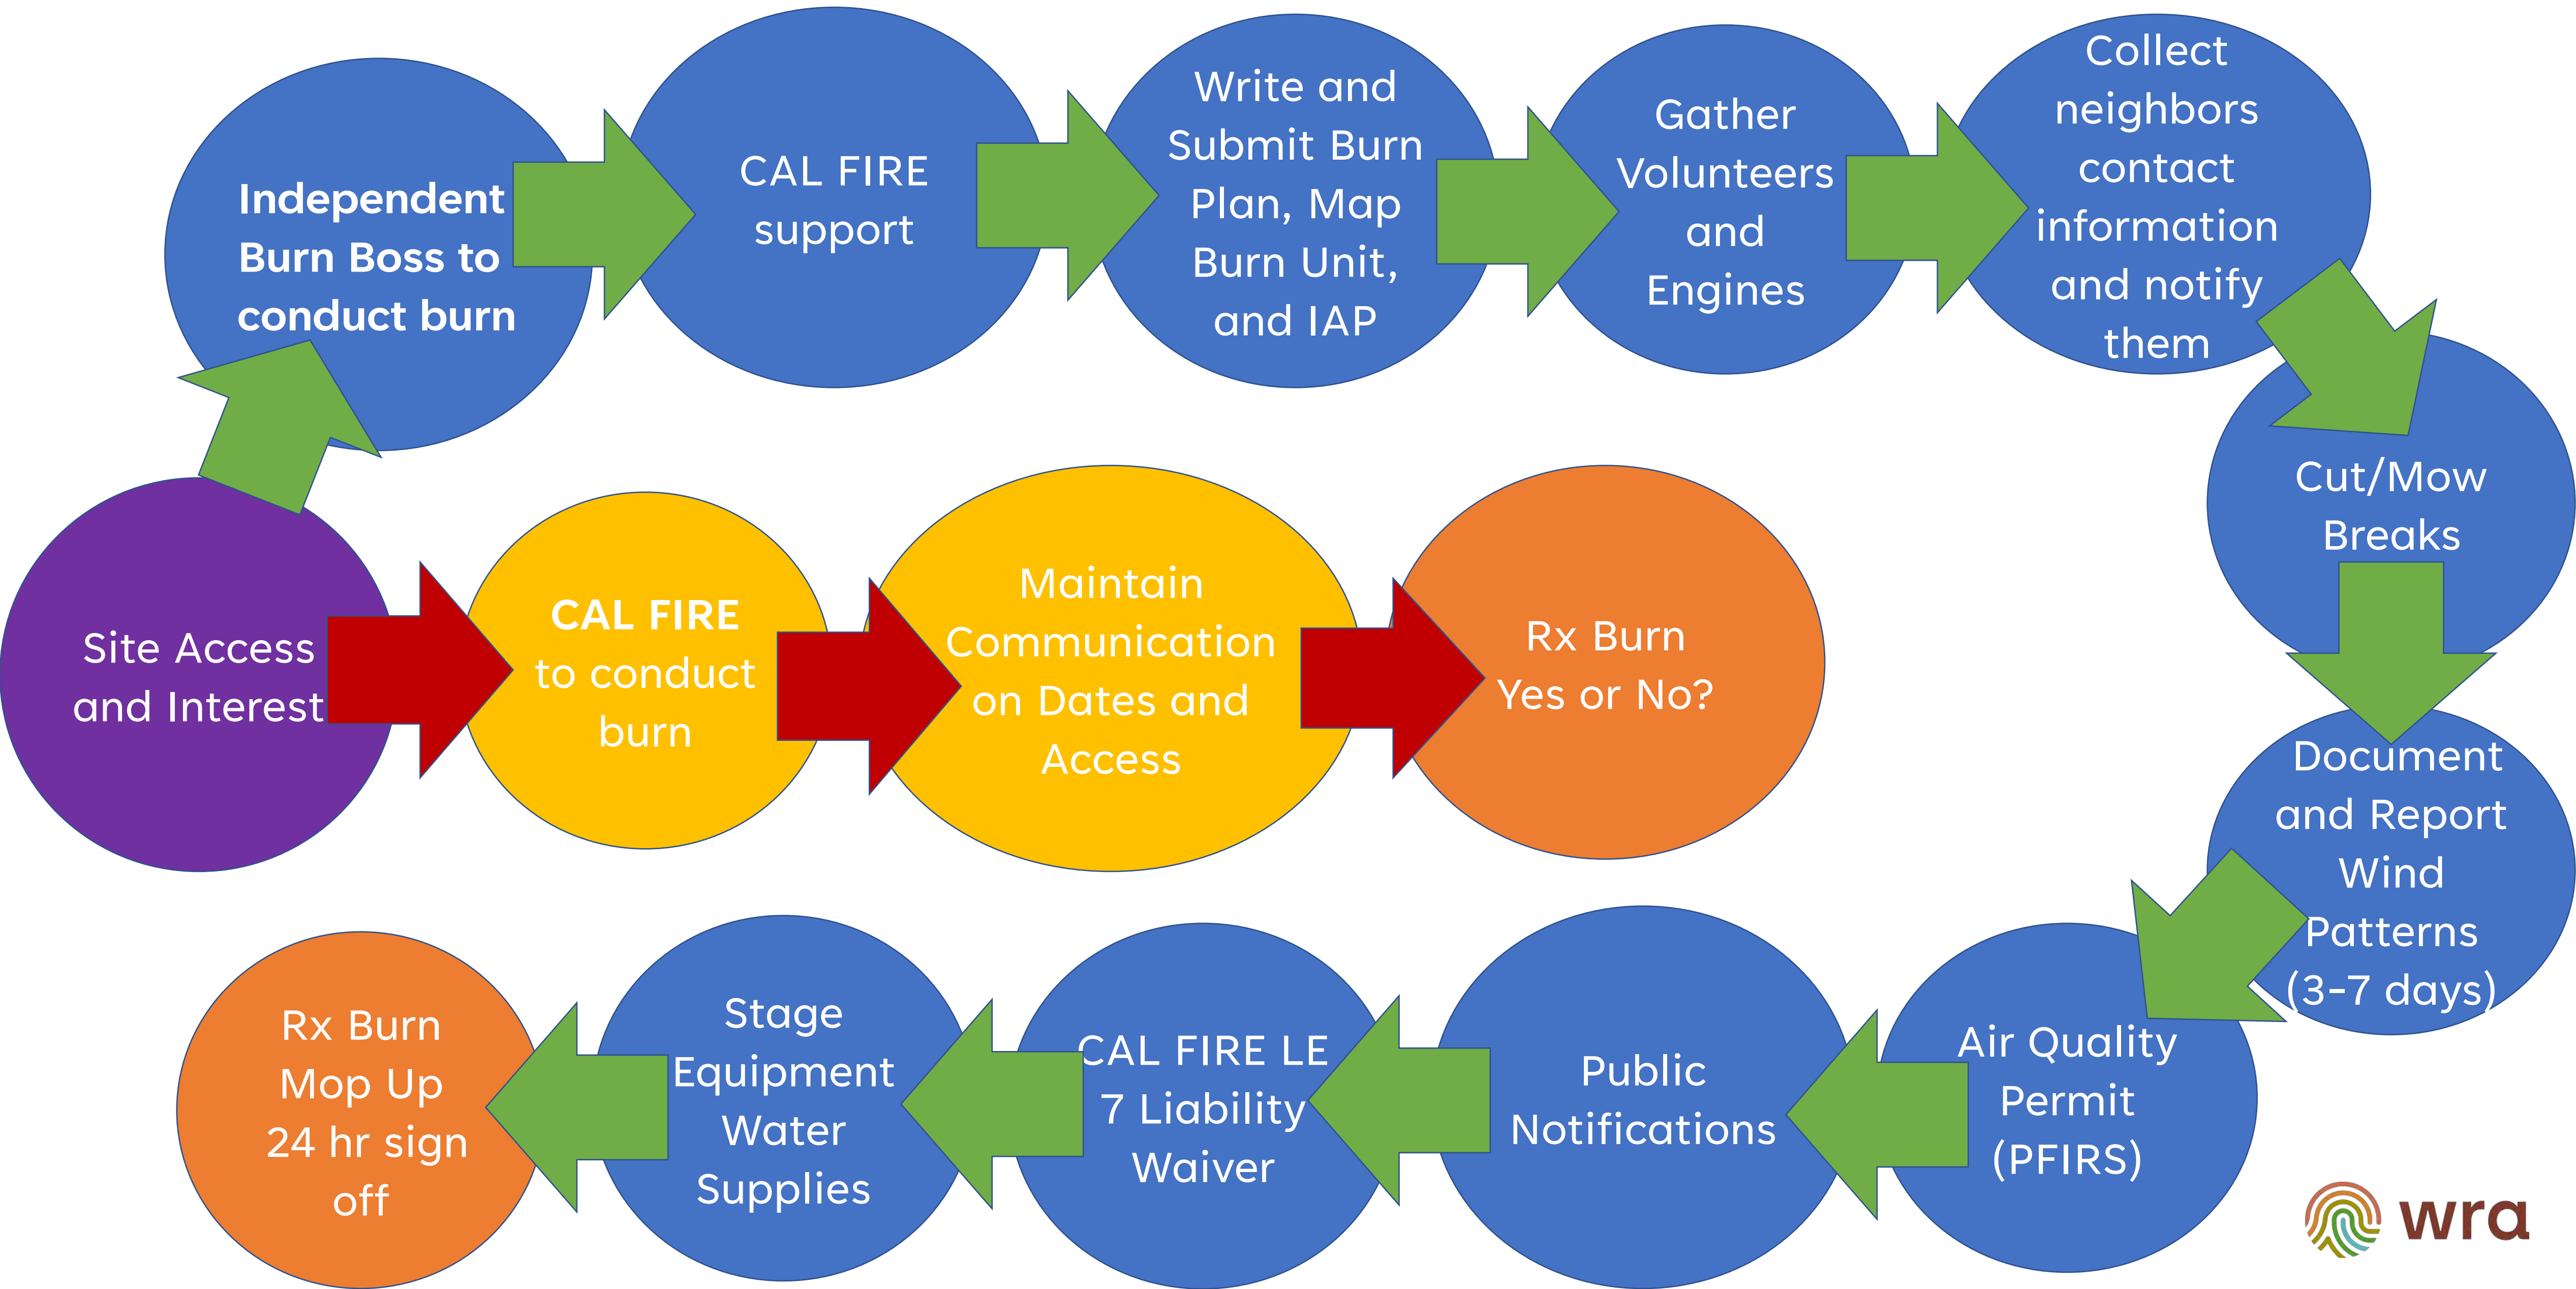 Independent
Burn Boss to
conduct burn
CAL FIRE
support
Write and
Submit Burn
Plan, Map
Burn Unit,
and IAP
Gather
Volunteers
and
Engines
Collect
neighbors
contact
information
and notify
them
Cut/Mow
Breaks
Document
and Report
Wind
Patterns
(3-7 days)
Air Quality
Permit
(PFIRS)
Public
Notifications
CAL FIRE LE
7 Liability
Waiver
Stage
Equipment
Water
Supplies
Rx Burn
Mop Up
24 hr sign
off
Site Access
and Interest
CAL FIRE
to conduct
burn
Maintain
Communication
on Dates and
Access
Rx Burn
Yes or No?
wra